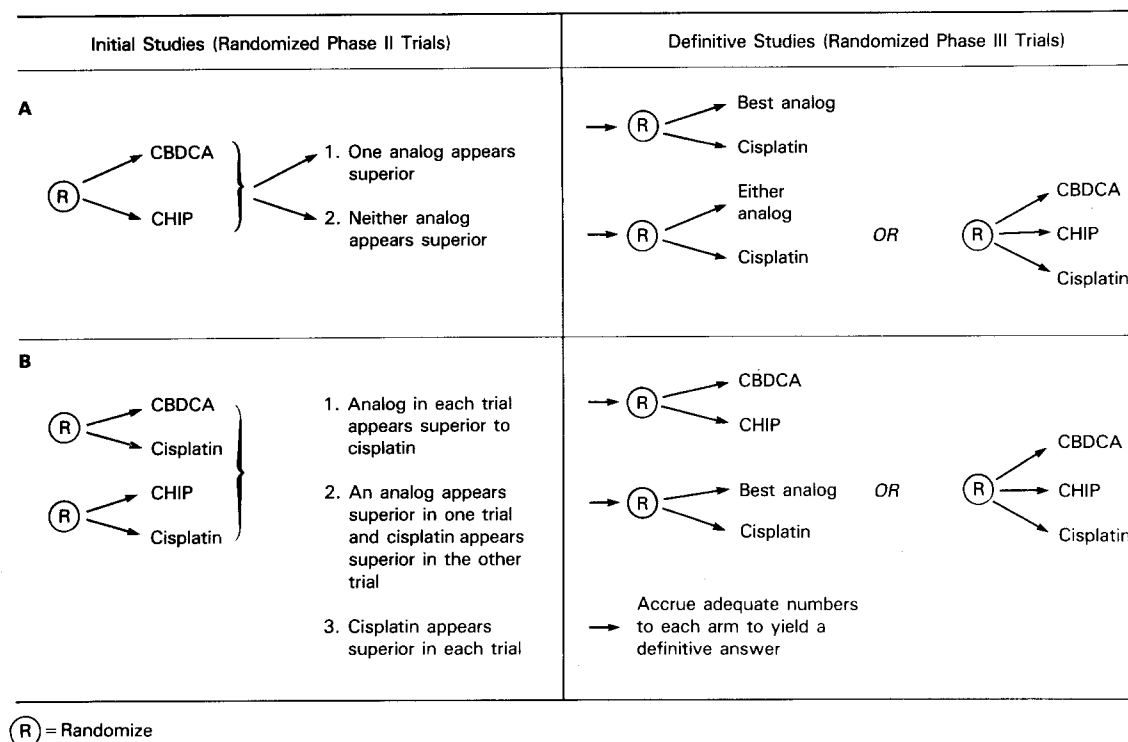 Initial Studies (Randomized Phase II Trials)
Definitive Studies (Randomized Phase III Trials)
A
R
CBDCA
CHIP
1. One analog appears
superior
2. Neither analog
appears superior
R
Best analog
Cisplatin
R
Either
analog
Cisplatin
OR
R
CBDCA
CHIP
Cisplatin
B
R
CBDCA
Cisplatin
R
CHIP
Cisplatin
1. Analog in each trial
appears superior to
cisplatin
2. An analog appears
superior in one trial
and cisplatin appears
superior in the other
trial
3. Cisplatin appears
superior in each trial
R
CBDCA
CHIP
R
Best analog
Cisplatin
OR
R
CBDCA
CHIP
Cisplatin
Accrue adequate numbers
to each arm to yield a
definitive answer
R = Randomize